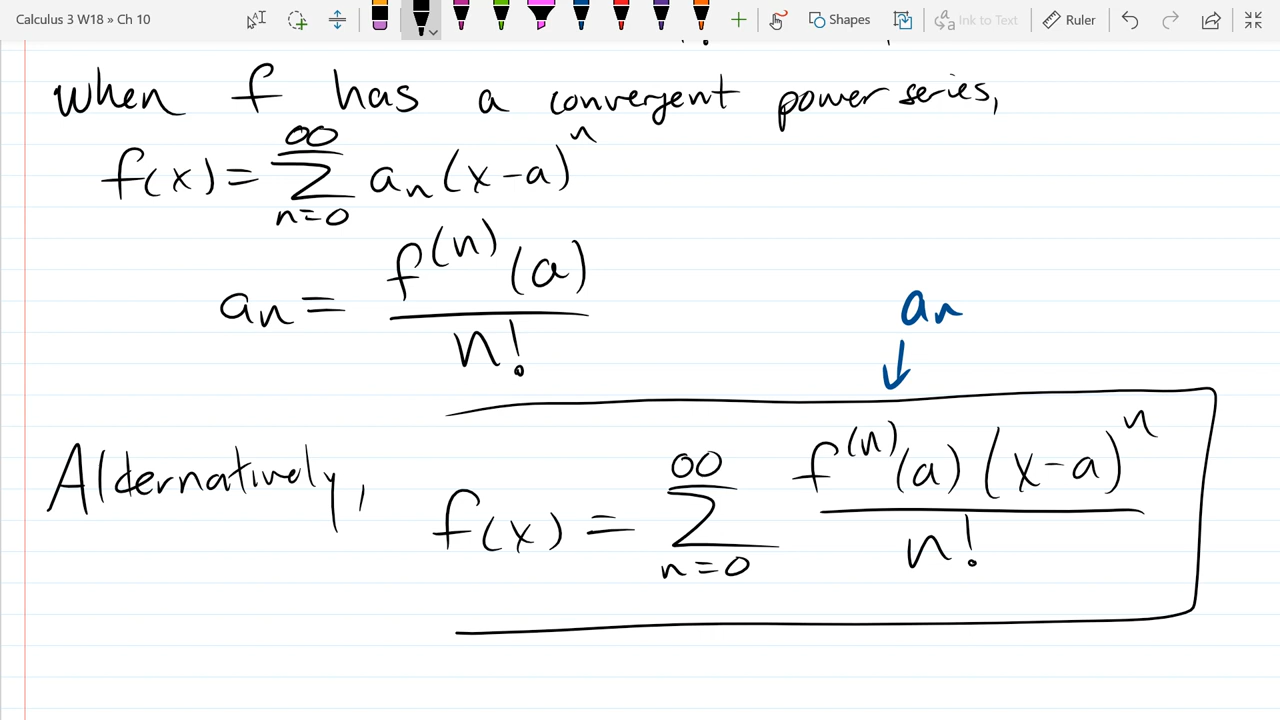 Calculus 3 W18 » Ch 10
Shapes
Ink to Text
Ruler
when f has a convergent power series,
f(x) = ∑_{n=0}^{∞} a_n (x-a)^n
a_n = f^{(n)}(a) / n!
a_n
↓
Alternatively, f(x) = ∑_{n=0}^{∞} f^{(n)}(a) (x-a)^n / n!